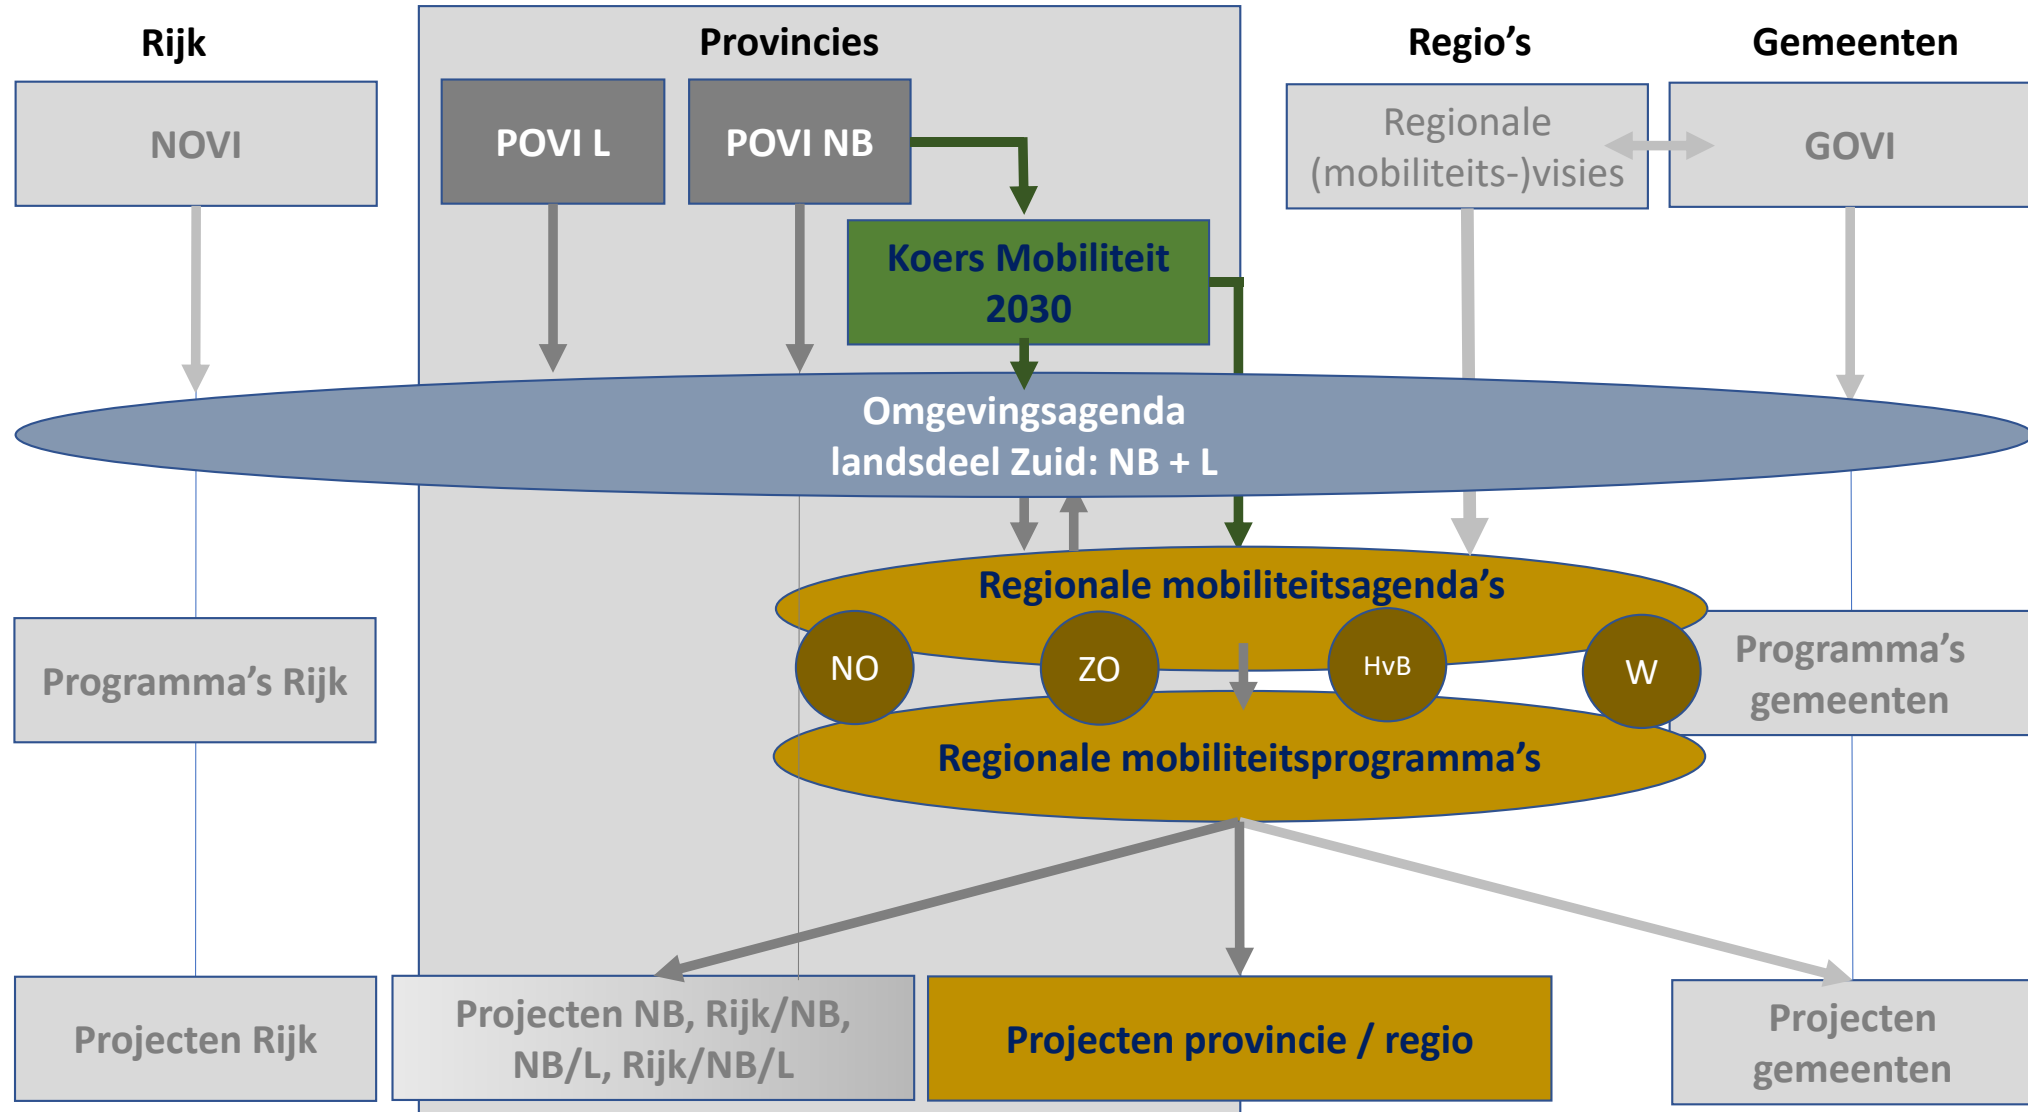 Rijk
Provincies
Regio’s
Gemeenten
NOVI
POVI L
POVI NB
Regionale
(mobiliteits-)visies
GOVI
Koers Mobiliteit
2030
Omgevingsagenda
landsdeel Zuid: NB + L
Regionale mobiliteitsagenda’s
NO
ZO
HvB
W
Programma’s Rijk
Programma’s
gemeenten
Regionale mobiliteitsprogramma’s
Projecten Rijk
Projecten NB, Rijk/NB,
NB/L, Rijk/NB/L
Projecten provincie / regio
Projecten
gemeenten